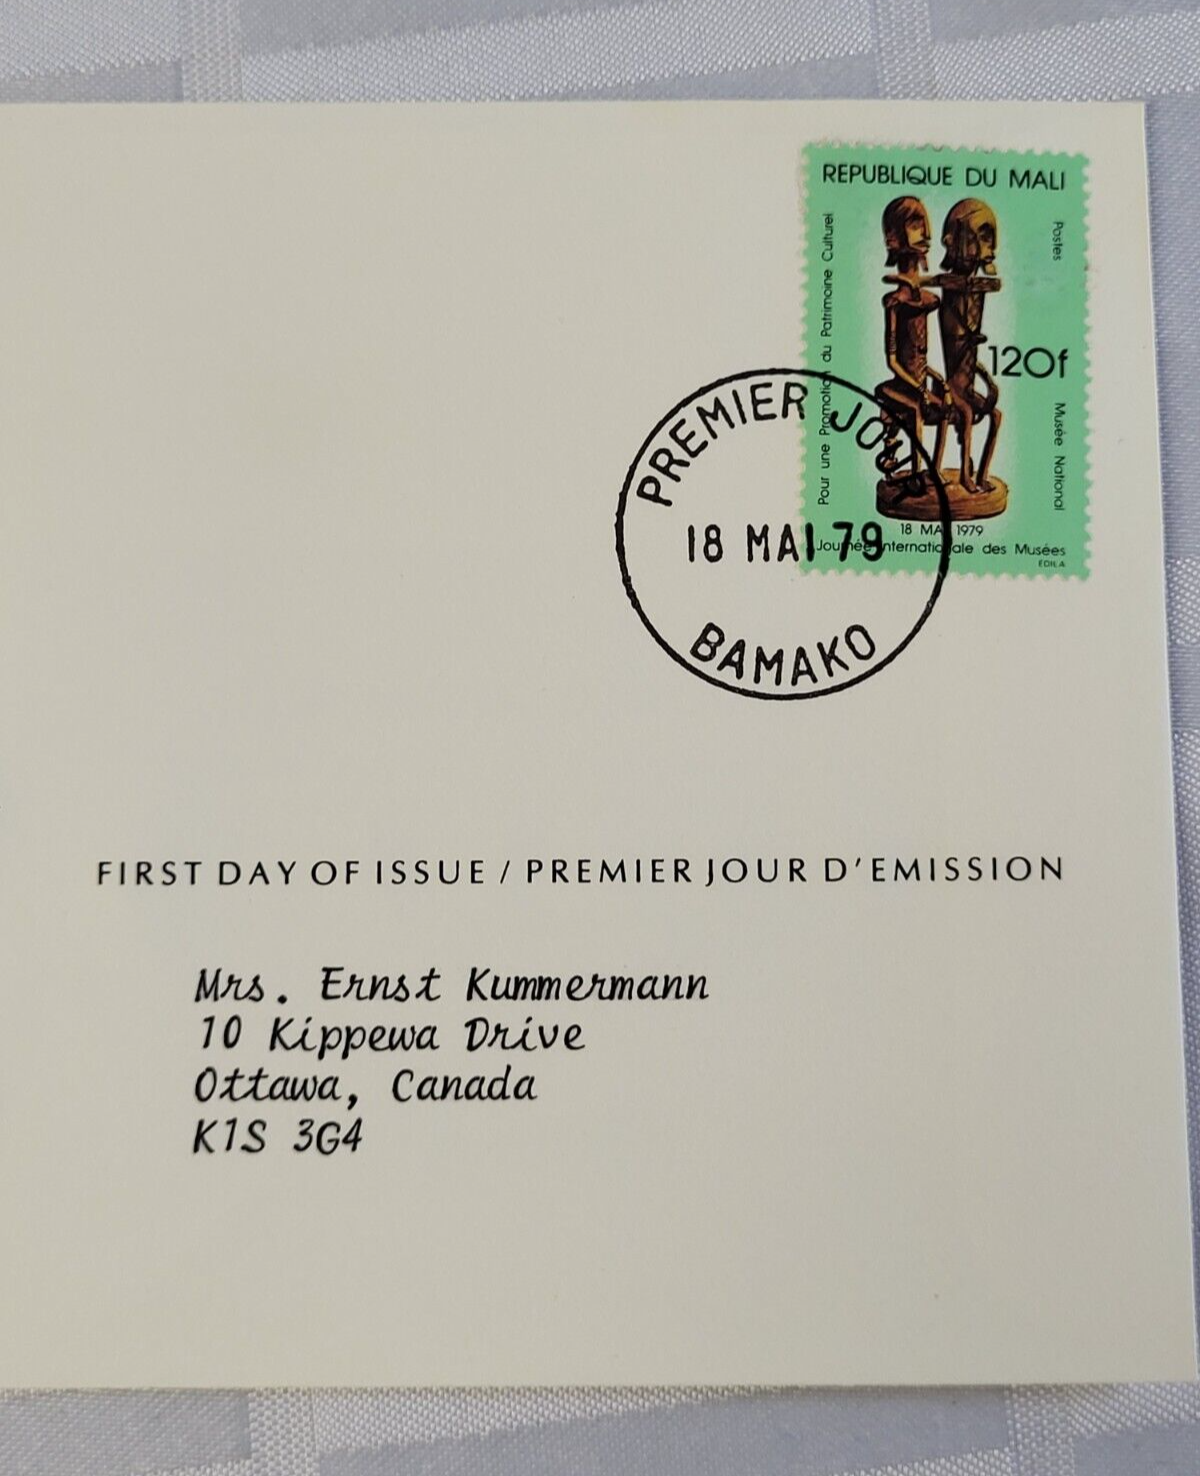 REPUBLIQUE DU MALI
Pour une Promotion du Patrimoine Culturel
Postes
120f
Musée National
18 MAI 1979
Journée Internationale des Musées
EDILA
PREMIER JOUR
18 MAI 79
BAMAKO
FIRST DAY OF ISSUE / PREMIER JOUR D'EMISSION
Mrs. Ernst Kummermann
10 Kippewa Drive
Ottawa, Canada
K1S 3G4